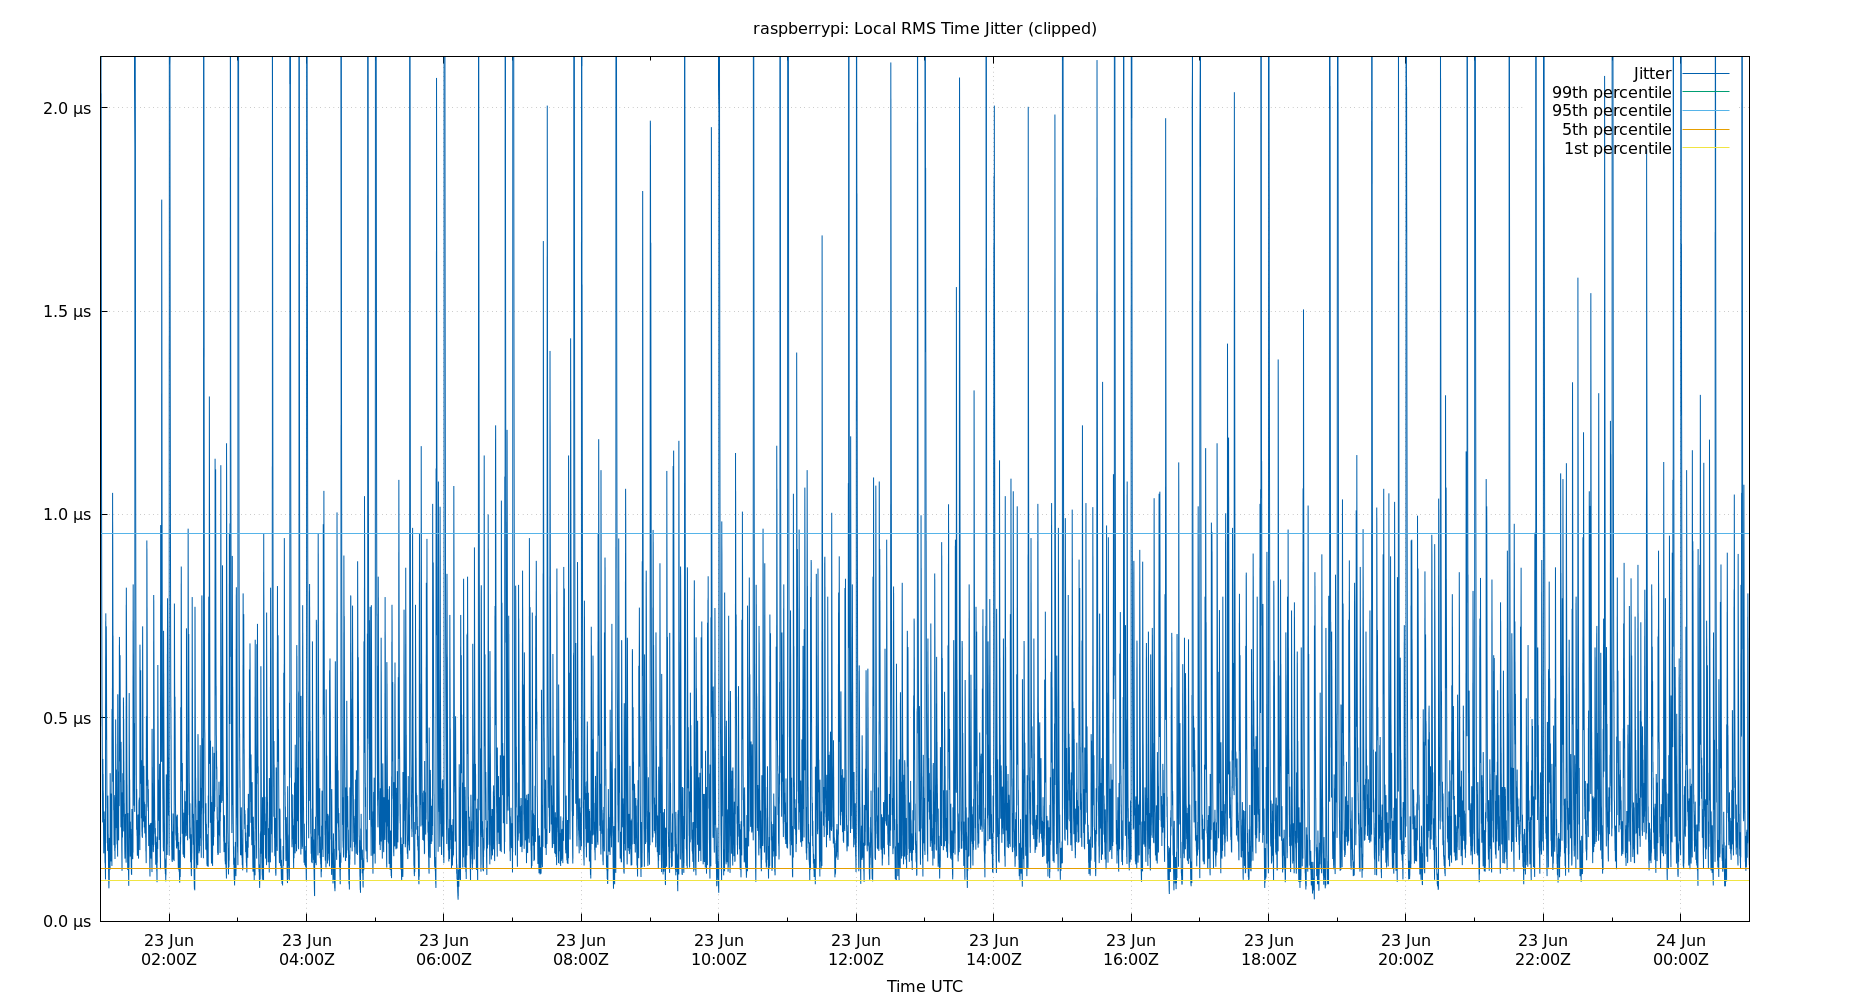 raspberrypi: Local RMS Time Jitter (clipped)
Jitter
99th percentile
95th percentile
5th percentile
1st percentile
2.0 µs
1.5 µs
1.0 µs
0.5 µs
0.0 µs
23 Jun 23 Jun 23 Jun 23 Jun 23 Jun 23 Jun 23 Jun 23 Jun 23 Jun 23 Jun 23 Jun 24 Jun
02:00Z 04:00Z 06:00Z 08:00Z 10:00Z 12:00Z 14:00Z 16:00Z 18:00Z 20:00Z 22:00Z 00:00Z
Time UTC